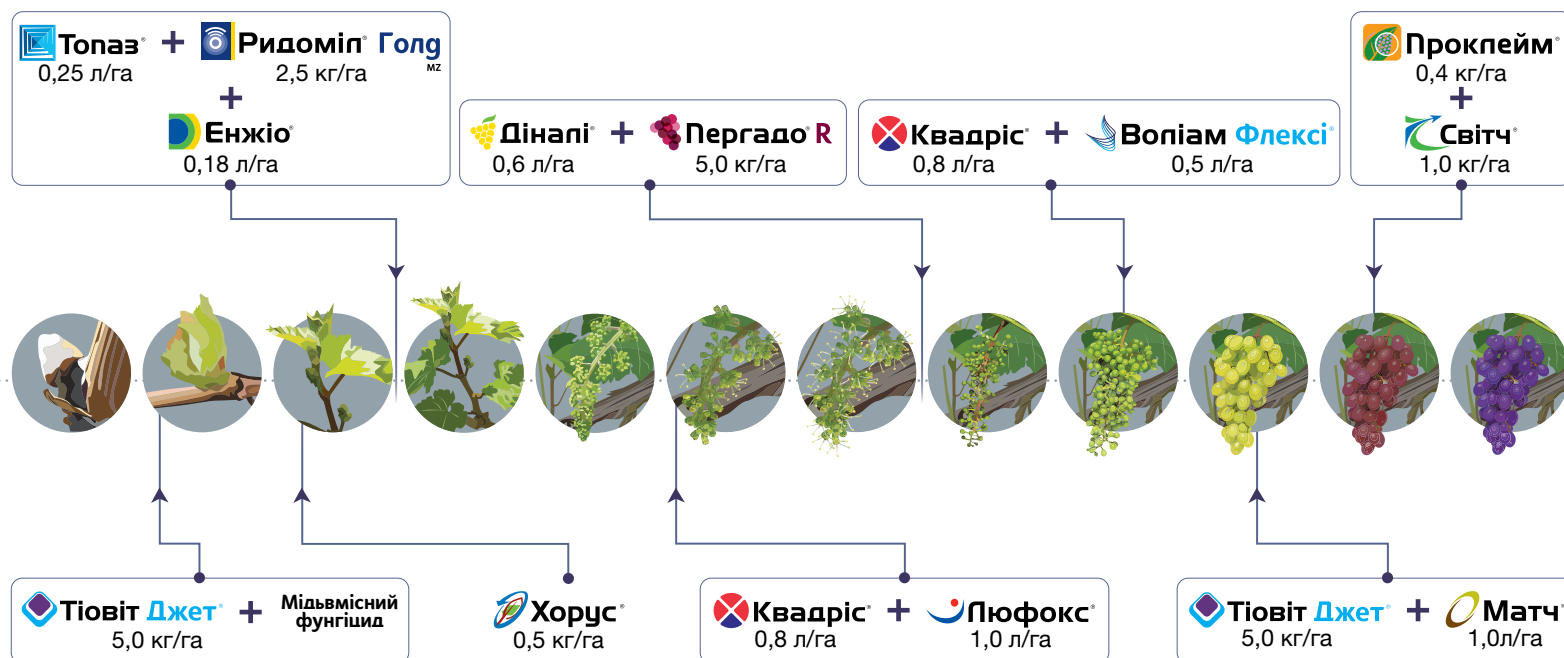 Топаз® + Ридоміл® Голд MZ
0,25 л/га 2,5 кг/га
+
Енжіо®
0,18 л/га
Діналі® + Пергадо® R
0,6 л/га 5,0 кг/га
Квадріс® + Воліам Флексі®
0,8 л/га 0,5 л/га
Проклейм®
0,4 кг/га
+
Світч®
1,0 кг/га
Тіовіт Джет® + Мідьвмісний
фунгіцид
5,0 кг/га
Хорус®
0,5 кг/га
Квадріс® + Люфокс®
0,8 л/га 1,0 л/га
Тіовіт Джет® + Матч®
5,0 кг/га 1,0л/га